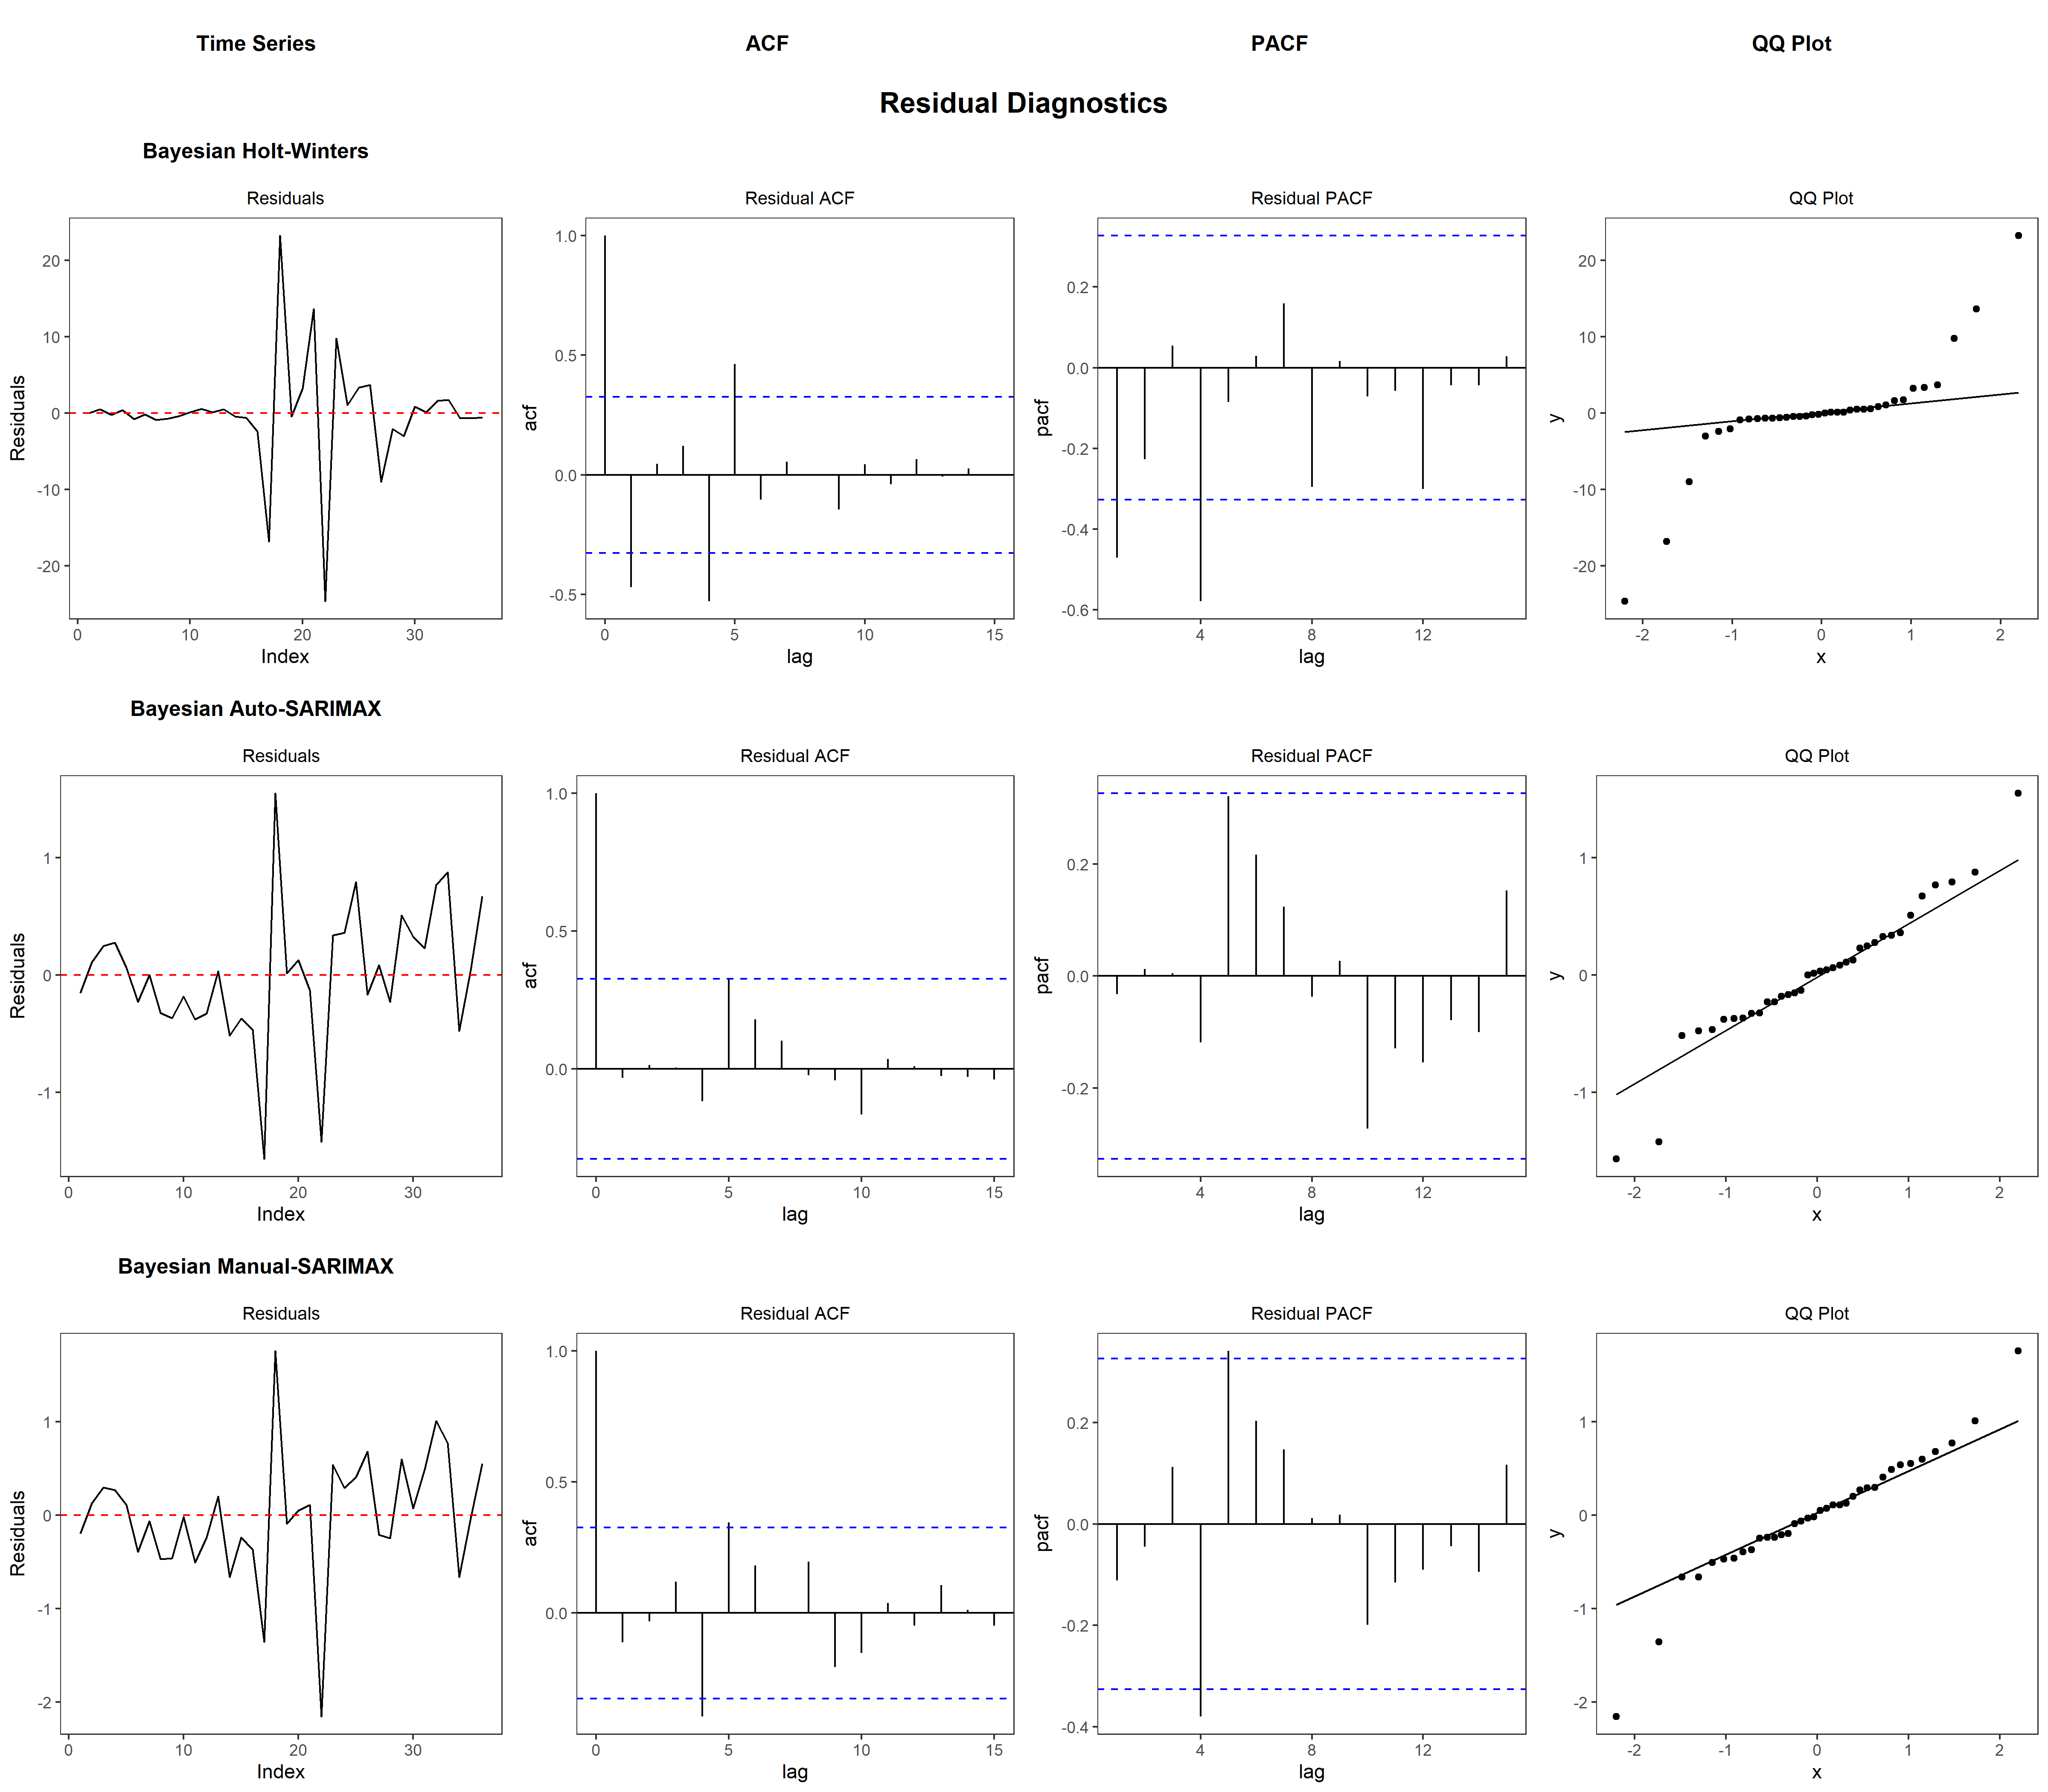 Time Series ACF PACF QQ Plot
Residual Diagnostics
Bayesian Holt-Winters
Residuals Residual ACF Residual PACF QQ Plot
Residuals
20
10
0
-10
-20
0 10 20 30
Index
acf
1.0
0.5
0.0
-0.5
0 5 10 15
lag
pacf
0.2
0.0
-0.2
-0.4
-0.6
4 8 12
lag
y
20
10
0
-10
-20
-2 -1 0 1 2
x
Bayesian Auto-SARIMAX
Residuals Residual ACF Residual PACF QQ Plot
Residuals
1
0
-1
0 10 20 30
Index
acf
1.0
0.5
0.0
0 5 10 15
lag
pacf
0.2
0.0
-0.2
4 8 12
lag
y
1
0
-1
-2 -1 0 1 2
x
Bayesian Manual-SARIMAX
Residuals Residual ACF Residual PACF QQ Plot
Residuals
1
0
-1
-2
0 10 20 30
Index
acf
1.0
0.5
0.0
0 5 10 15
lag
pacf
0.2
0.0
-0.2
-0.4
4 8 12
lag
y
1
0
-1
-2
-2 -1 0 1 2
x